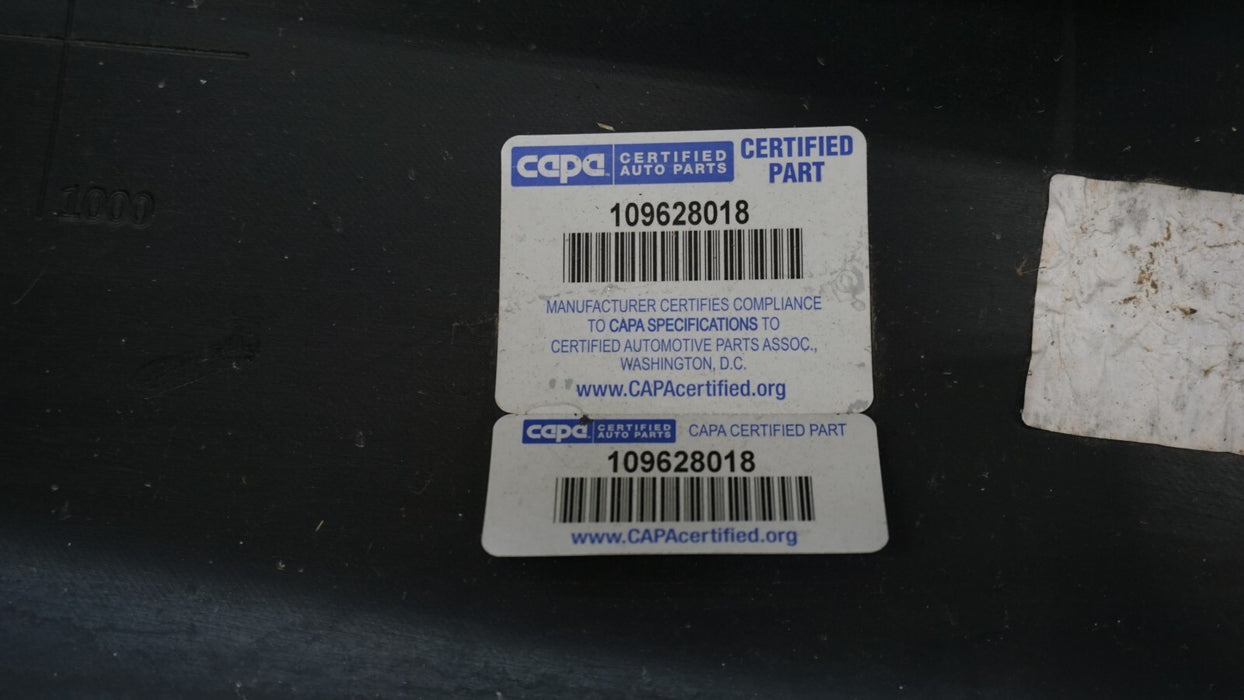 1000
capa CERTIFIED AUTO PARTS CERTIFIED PART
109628018
MANUFACTURER CERTIFIES COMPLIANCE
TO CAPA SPECIFICATIONS TO
CERTIFIED AUTOMOTIVE PARTS ASSOC.,
WASHINGTON, D.C.
www.CAPAcertified.org
capa CERTIFIED AUTO PARTS CAPA CERTIFIED PART
109628018
www.CAPAcertified.org